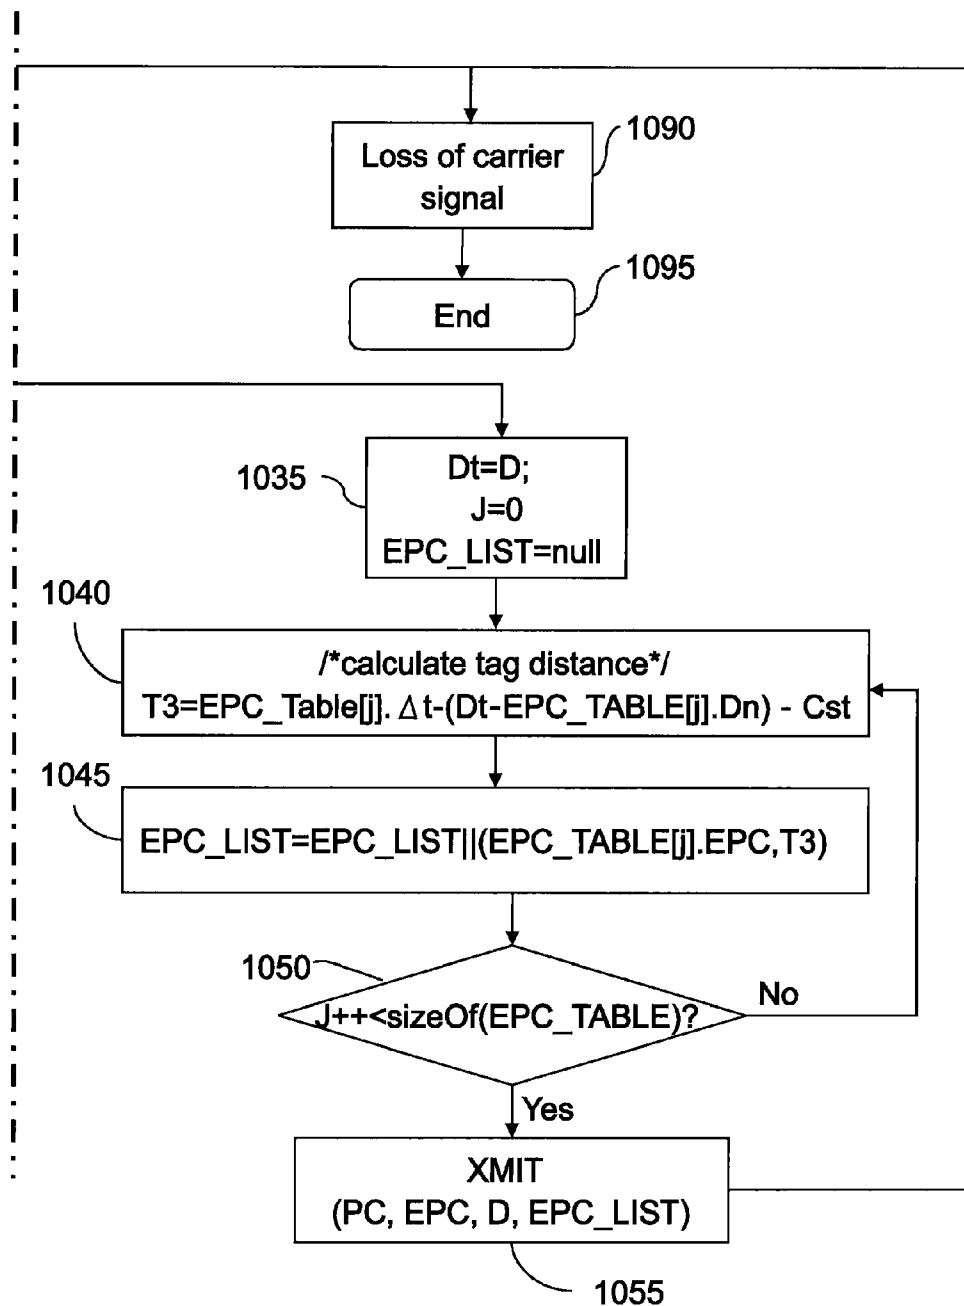 1090
Loss of carrier
signal
1095
End
1035
Dt=D;
J=0
EPC_LIST=null
1040
/*calculate tag distance*/
T3=EPC_Table[j}. Δt-(Dt-EPC_TABLE[j].Dn) - Cst
1045
EPC_LIST=EPC_LIST||(EPC_TABLE[j].EPC,T3)
1050
J++<sizeOf(EPC_TABLE)?
No
Yes
XMIT
(PC, EPC, D, EPC_LIST)
1055